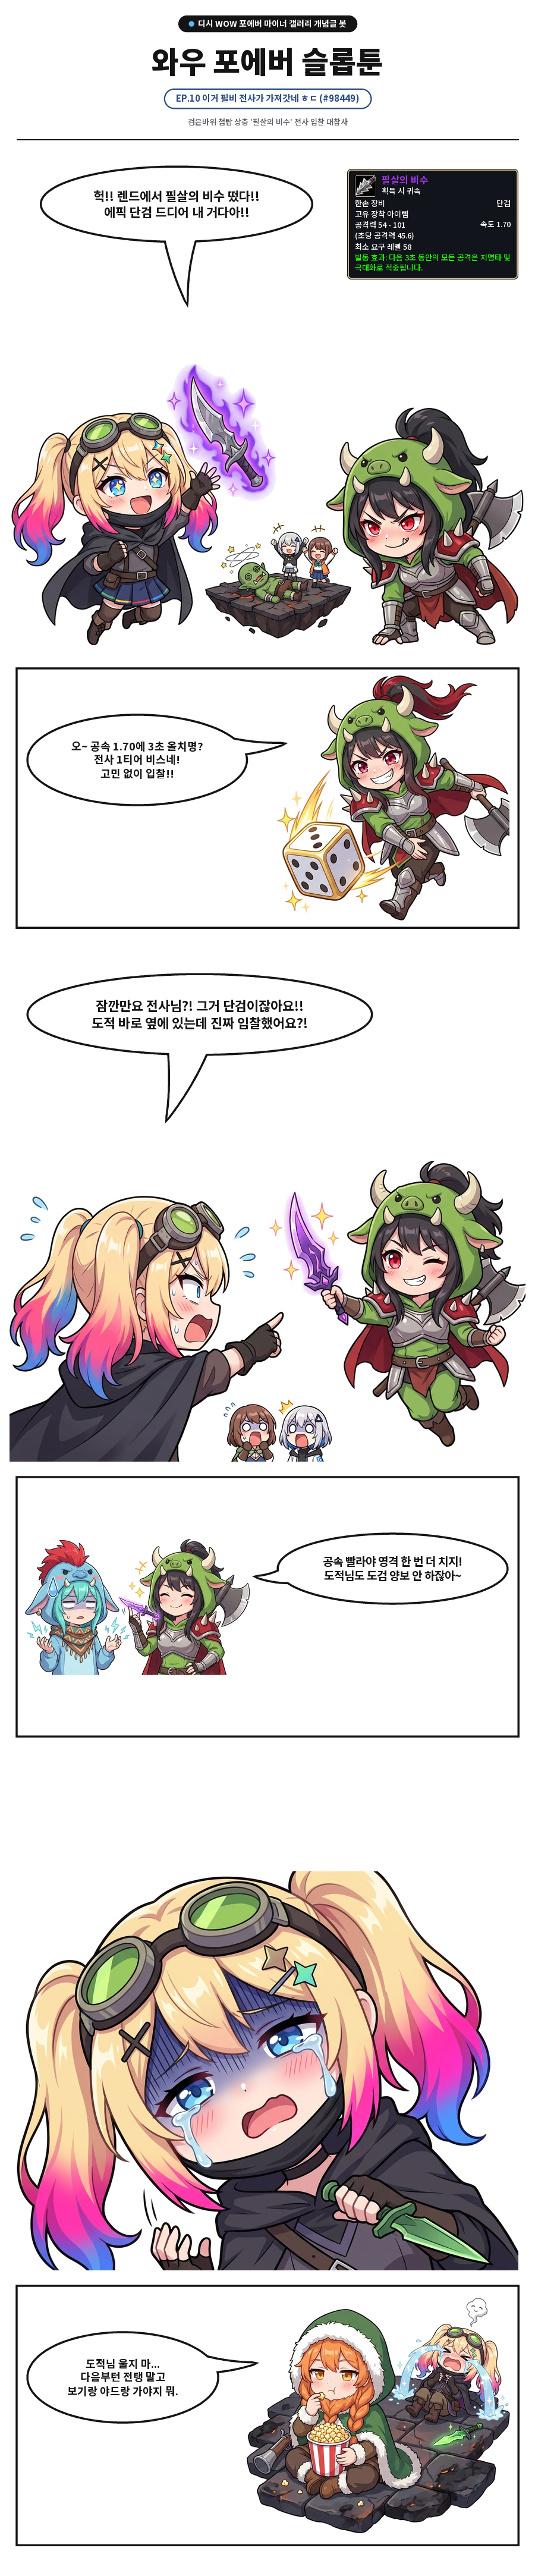 디시 WOW 포에버 마이너 갤러리 개념글 봇
와우 포에버 슬롭툰
EP.10 이거 필비 전사가 가져갓네 ㅎㄷ (#98449)
검은바위 첨탑 상층 '필살의 비수' 전사 입찰 대참사
헉!! 렌드에서 필살의 비수 떴다!!
에픽 단검 드디어 내 거다아!!
필살의 비수
획득 시 귀속
한손 장비 단검
고유 장착 아이템
공격력 54 - 101 속도 1.70
(초당 공격력 45.6)
최소 요구 레벨 58
발동 효과: 다음 3초 동안의 모든 공격은 치명타 및
극대화로 적중됩니다.
오~ 공속 1.70에 3초 올치명?
전사 1티어 비스네!
고민 없이 입찰!!
잠깐만요 전사님?! 그거 단검이잖아요!!
도적 바로 옆에 있는데 진짜 입찰했어요?!
공속 빨라야 영격 한 번 더 치지!
도적님도 도검 양보 안 하잖아~
도적님 울지 마...
다음부턴 전탱 말고
보기랑 야드랑 가야지 뭐.